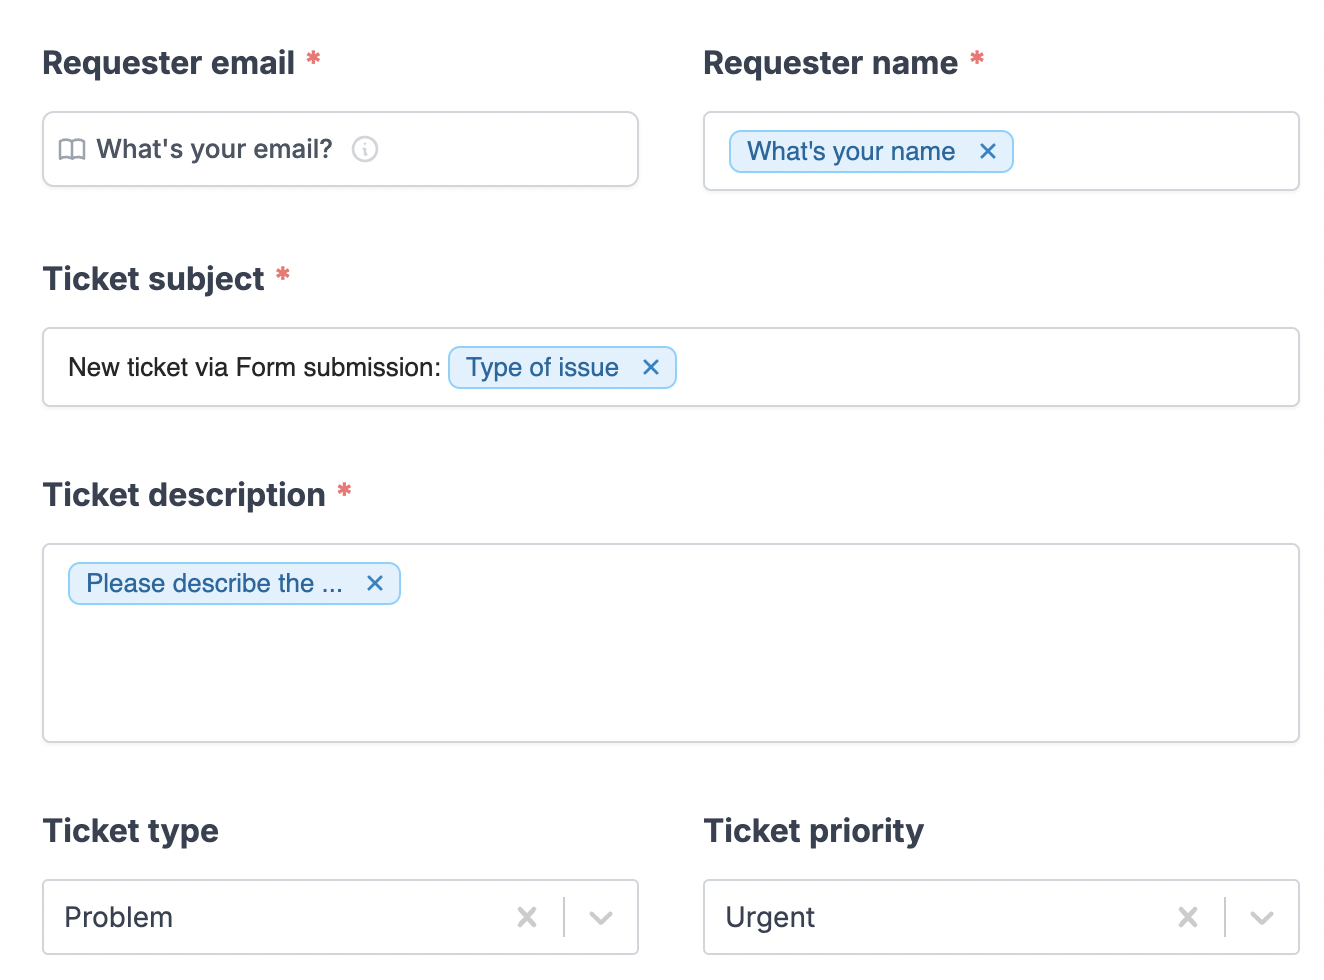 Requester email *
Requester name *
What's your email?
What's your name
Ticket subject *
New ticket via Form submission: Type of issue
Ticket description *
Please describe the ...
Ticket type
Ticket priority
Problem
Urgent